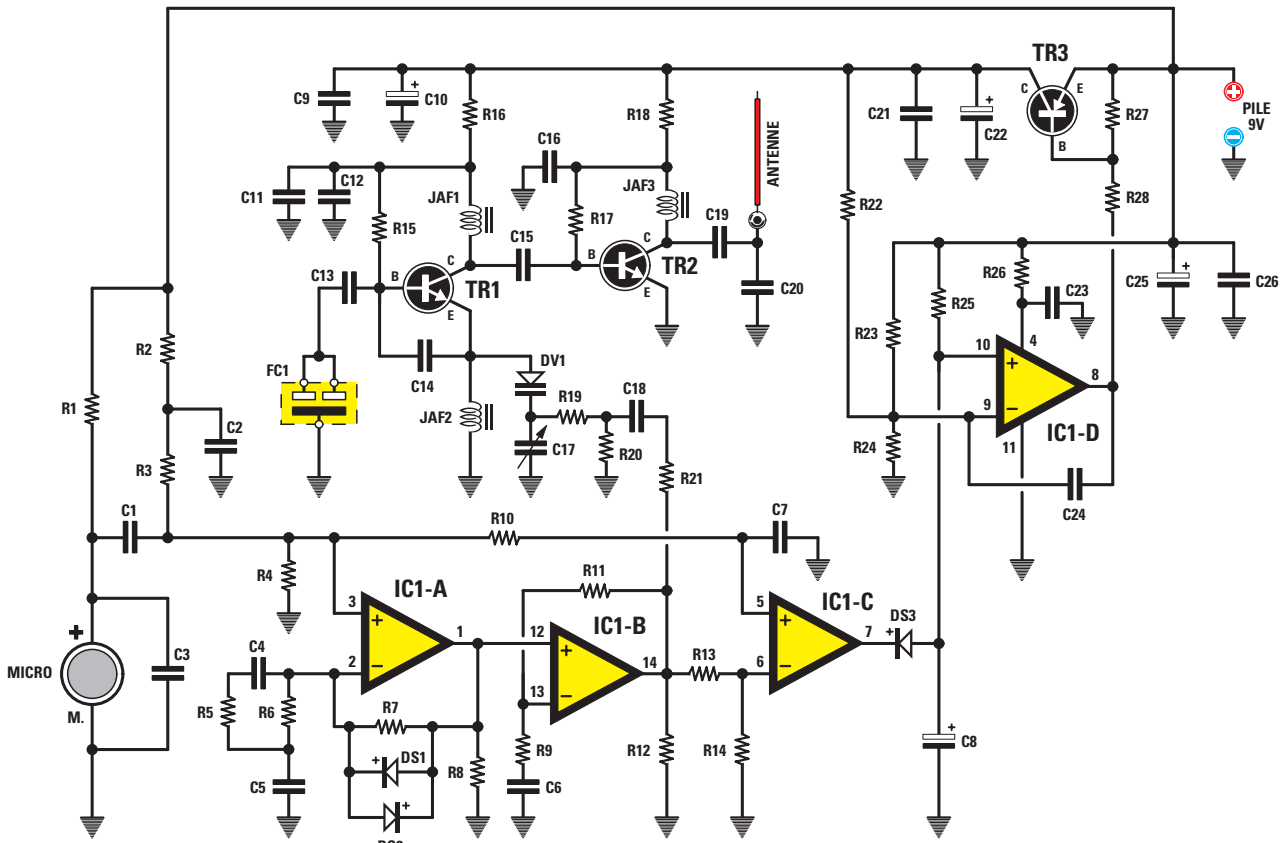 TR3
C9
+
C10
R16
R18
C
E
C21
+
C22
R27
PILE
9V
B
C16
ANTENNE
C11
C12
JAF1
JAF3
R28
R15
R17
R22
C19
C15
C
C
C13
B
B
TR1
TR2
E
E
C20
R26
C23
+
C25
C26
R25
R2
R23
DV1
4
C14
FC1
10
+
8
R19
C18
R1
9
−
JAF2
IC1-D
C2
C17
R20
R24
11
R3
R21
C24
C1
R10
C7
R4
IC1-A
R11
IC1-B
IC1-C
3
+
5
+
DS3
+
1
12
+
7
C4
2
−
14
R13
6
−
+
MICRO
C3
13
−
M.
R5
R6
R7
R9
R12
R14
+
C8
+
DS1
R8
C5
C6
+